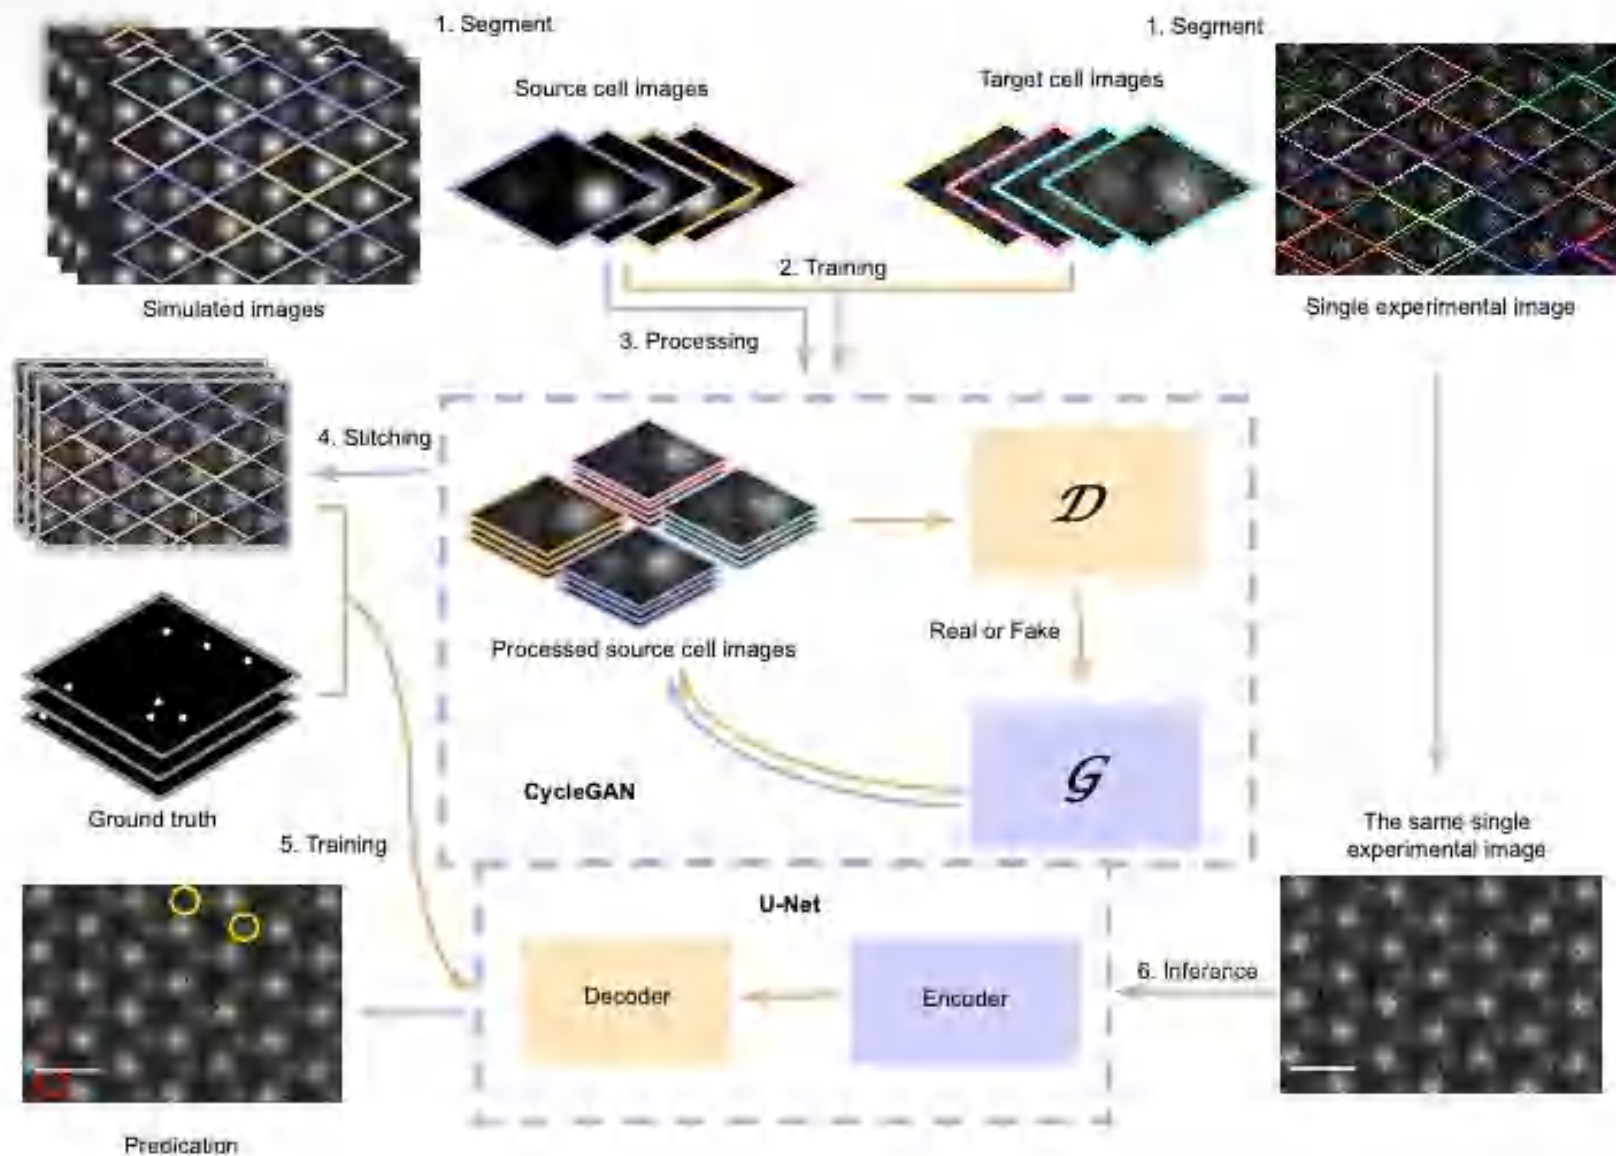 1. Segment
1. Segment
Source cell images
Target cell images
2. Training
Simulated images
Single experimental image
3. Processing
4. Stitching
𝒟
Real or Fake
Processed source cell images
CycleGAN
𝒢
Ground truth
5. Training
The same single
experimental image
U-Net
6. Inference
Decoder
Encoder
Predication